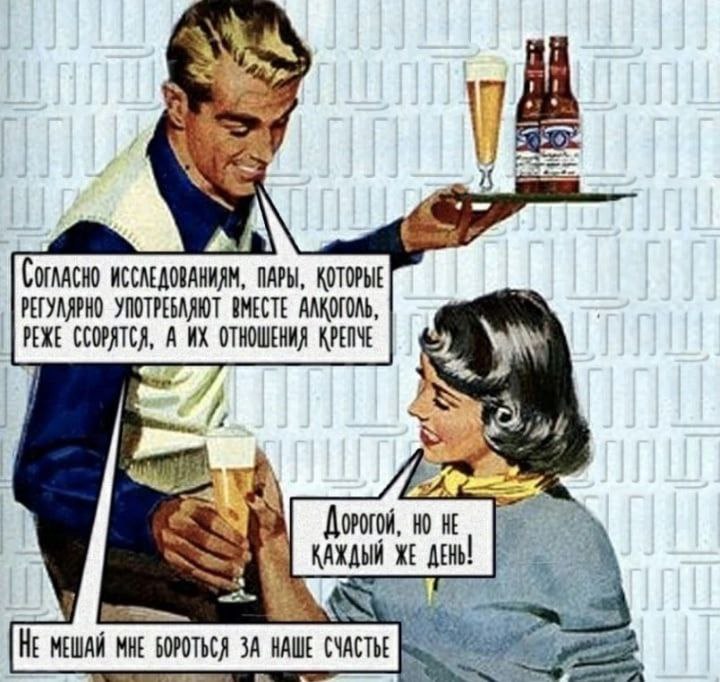 Согласно исследованиям, пары, которые
регулярно употребляют вместе алкоголь,
реже ссорятся, а их отношения крепче
Дорогой, но не
каждый же день!
Не мешай мне бороться за наше счастье